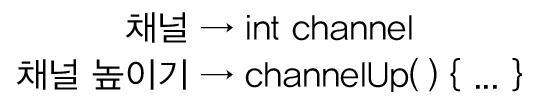 채널 → int channel
채널 높이기 → channelUp( ) { ... }